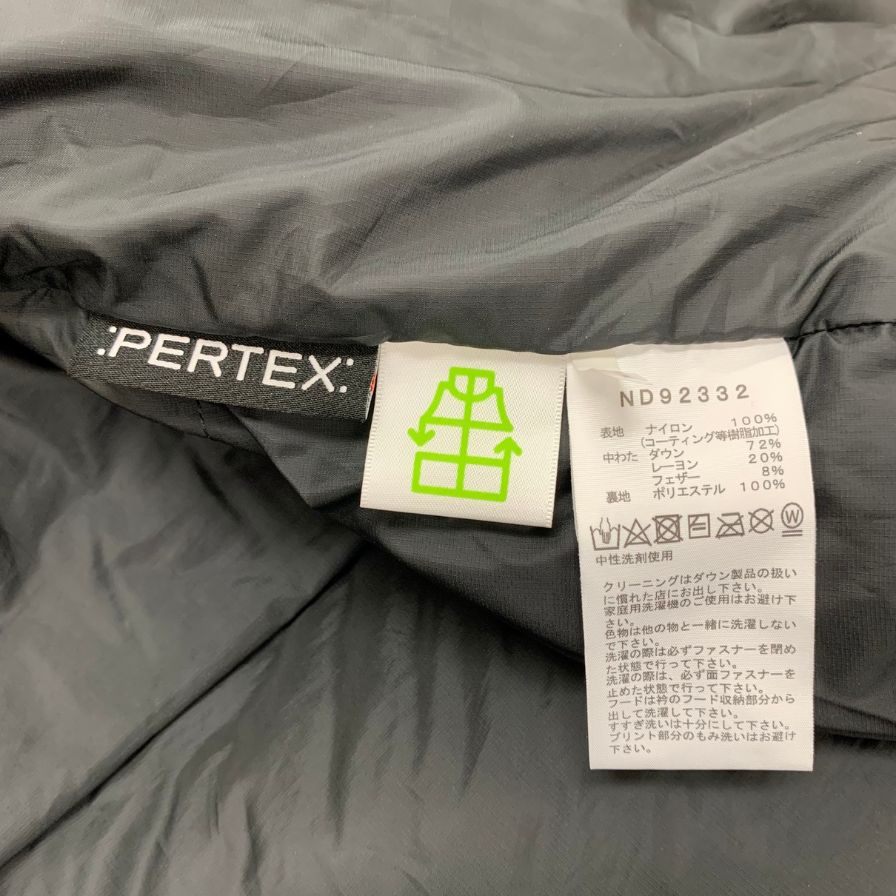 :PERTEX:
ND92332
表地 ナイロン 100%
(コーティング等樹脂加工)
中わた ダウン 72%
レーヨン 20%
フェザー 8%
裏地 ポリエステル 100%
W
中性洗剤使用
クリーニングはダウン製品の扱い
に慣れた店にお出し下さい。
家庭用洗濯機のご使用はお避け下
さい。
色物は他の物と一緒に洗濯しない
で下さい。
洗濯の際は必ずファスナーを閉め
た状態で行って下さい。
洗濯の際は、必ず面ファスナーを
止めた状態で行って下さい。
フードは衿のフード収納部分から
出して洗濯して下さい。
すすぎ洗いは十分にして下さい。
プリント部分のもみ洗いはお避け
下さい。